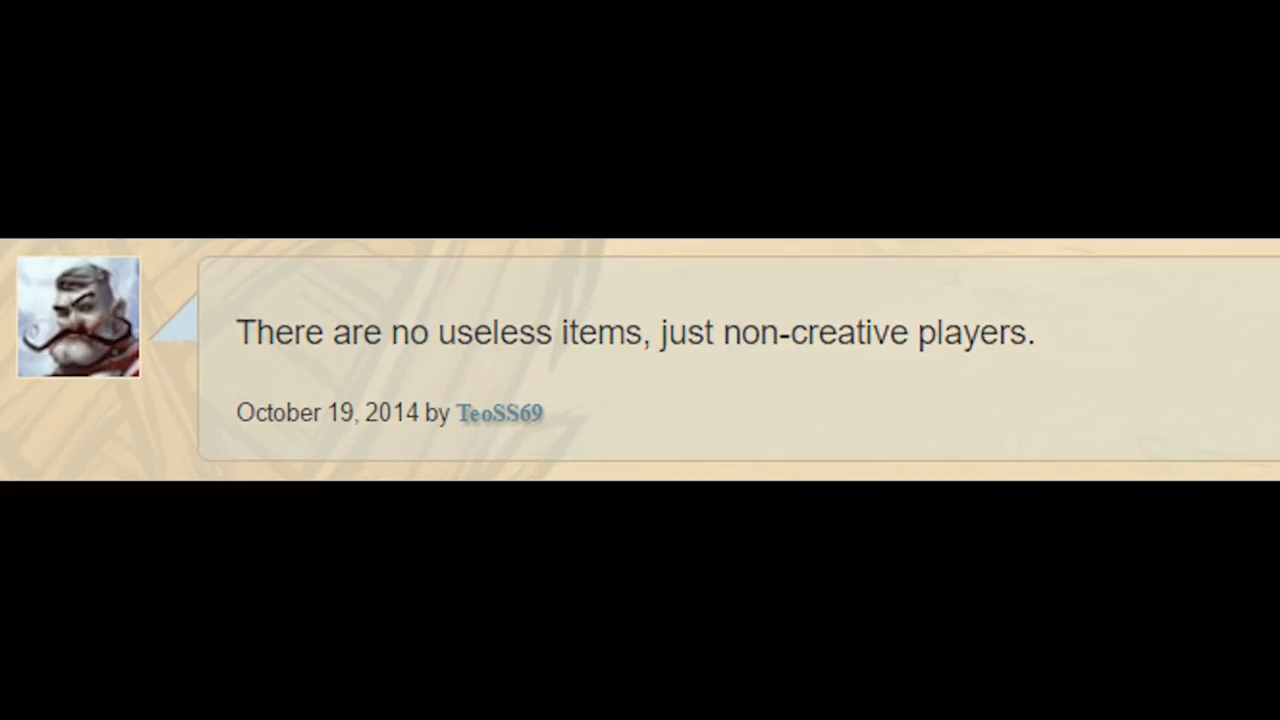 There are no useless items, just non-creative players.
October 19, 2014 by TeoSS69